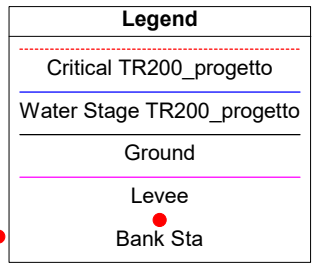 Legend
Critical TR200_progetto
Water Stage TR200_progetto
Ground
Levee
Bank Sta